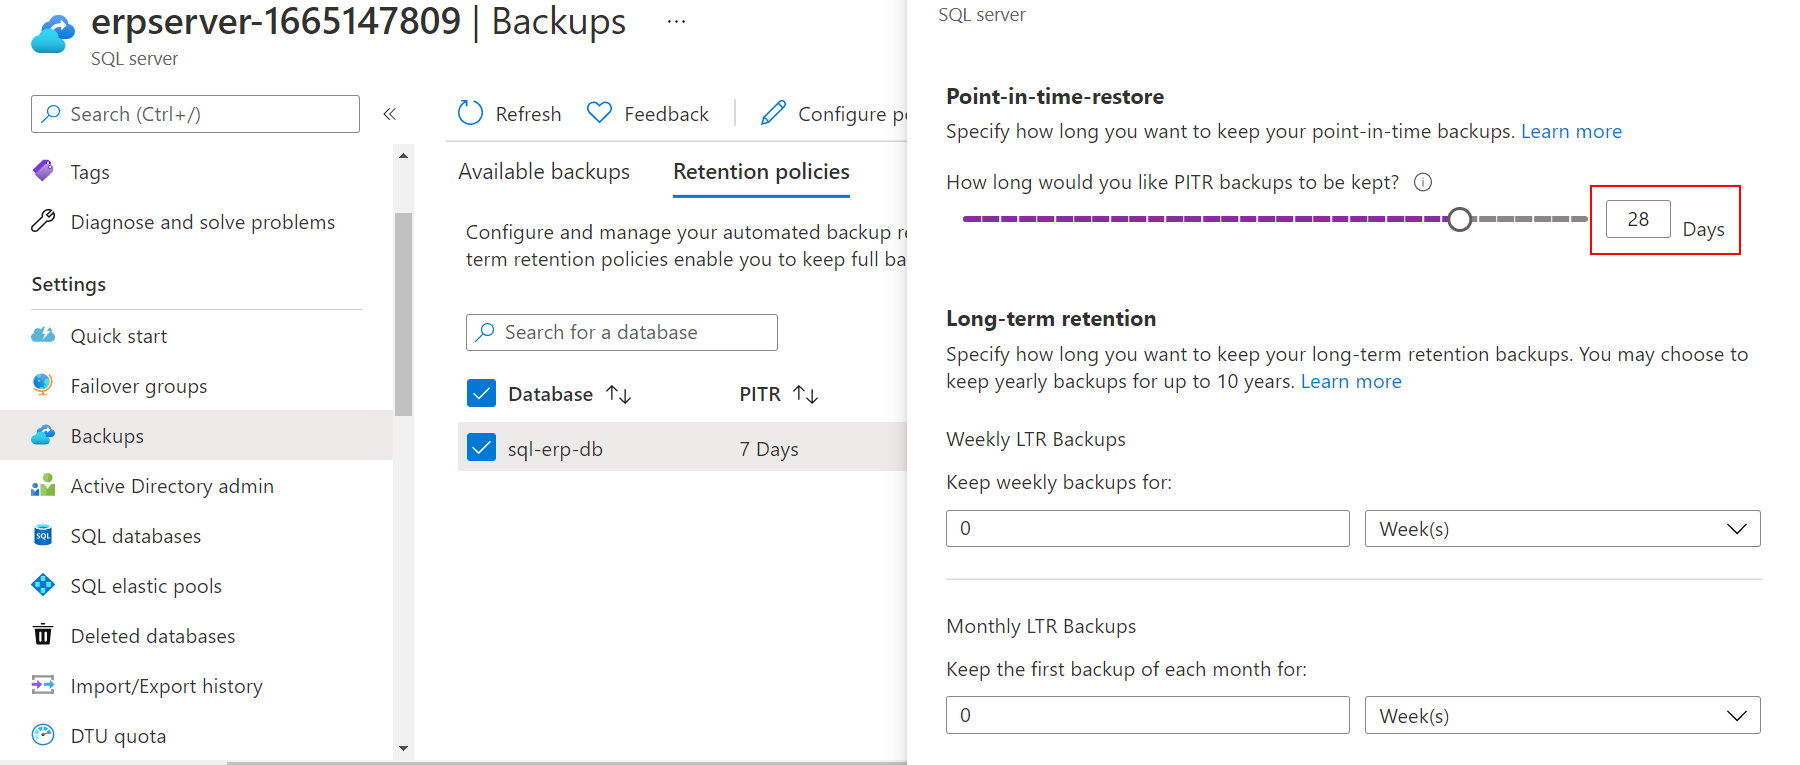 erpserver-1665147809 | Backups ...
SQL server
Search (Ctrl+/)
«
Tags
Diagnose and solve problems
Settings
Quick start
Failover groups
Backups
Active Directory admin
SQL databases
SQL elastic pools
Deleted databases
Import/Export history
DTU quota
Refresh
Feedback
Configure po
Available backups
Retention policies
Configure and manage your automated backup re
term retention policies enable you to keep full ba
Search for a database
Database PITR
sql-erp-db 7 Days
SQL server
Point-in-time-restore
Specify how long you want to keep your point-in-time backups. Learn more
How long would you like PITR backups to be kept?
28 Days
Long-term retention
Specify how long you want to keep your long-term retention backups. You may choose to
keep yearly backups for up to 10 years. Learn more
Weekly LTR Backups
Keep weekly backups for:
0 Week(s)
Monthly LTR Backups
Keep the first backup of each month for:
0 Week(s)